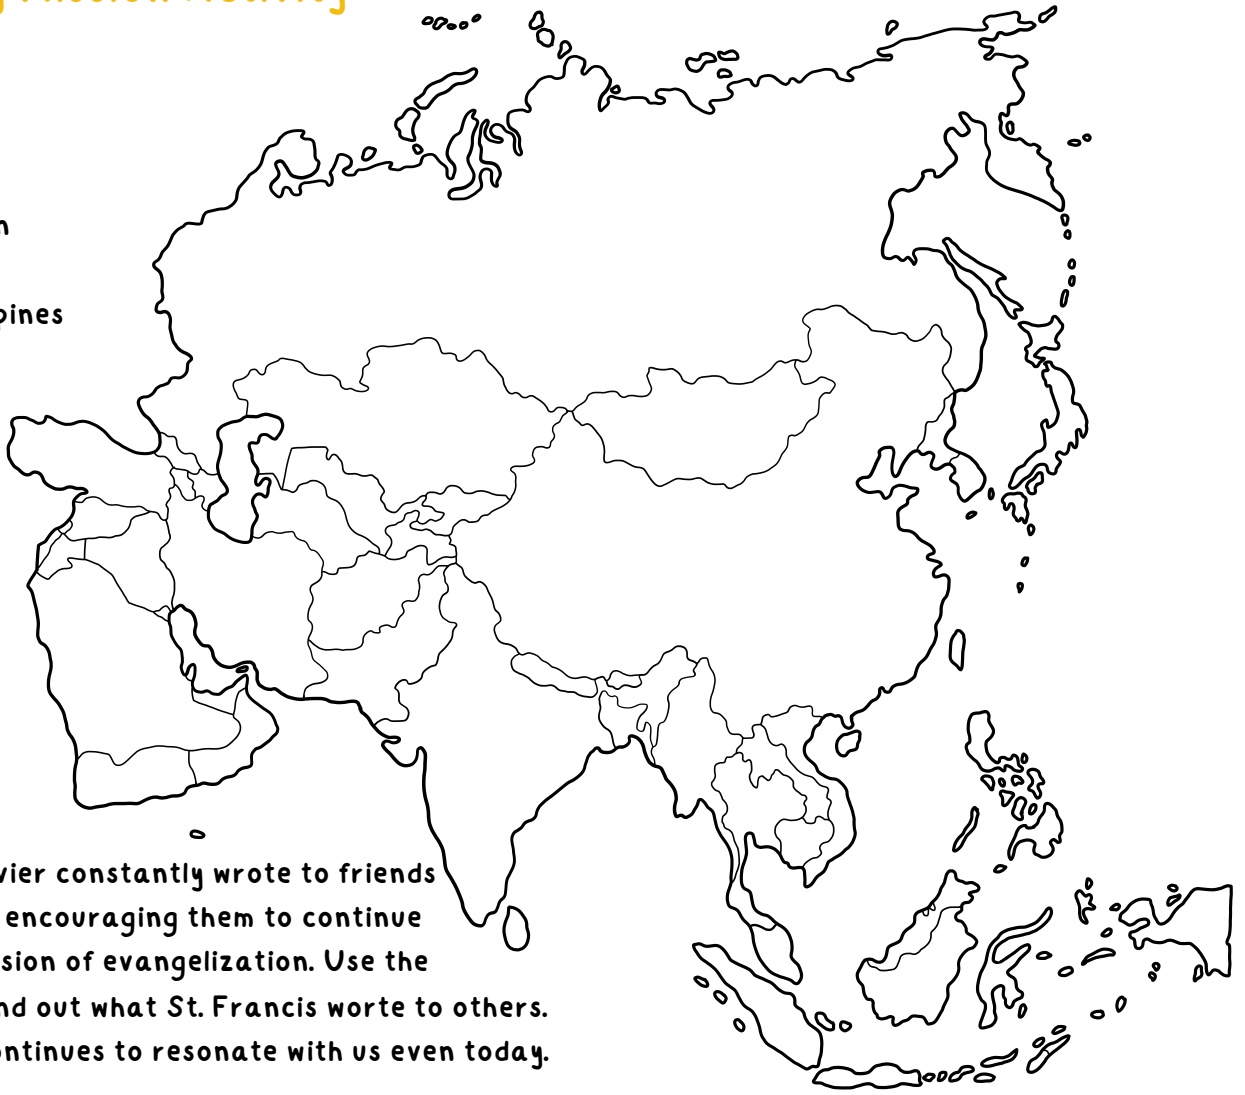 Mission Activity
pines
vier constantly wrote to friends
encouraging them to continue
sion of evangelization. Use the
nd out what St. Francis worte to others.
ontinues to resonate with us even today.